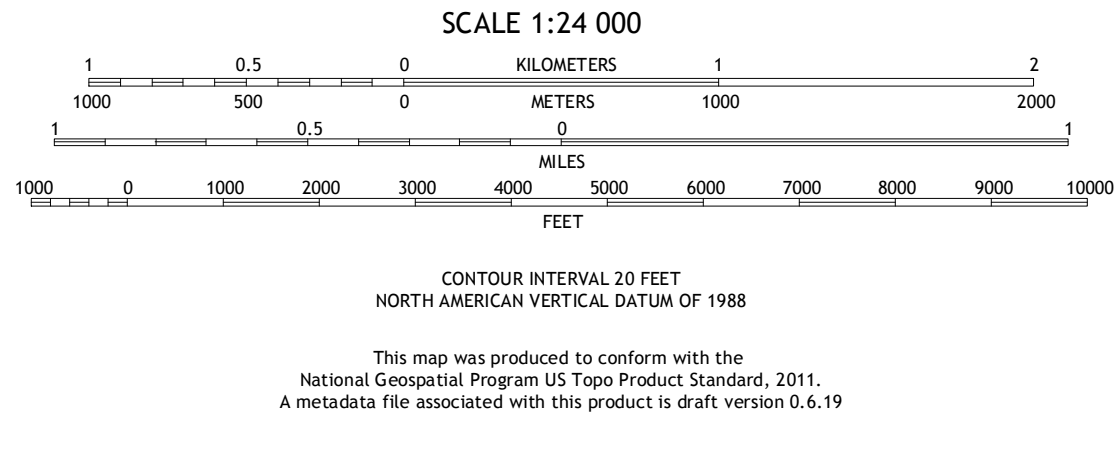 SCALE 1:24 000
1 0.5 0 KILOMETERS 1 2
1000 500 0 METERS 1000 2000
1 0.5 0 1
MILES
1000 0 1000 2000 3000 4000 5000 6000 7000 8000 9000 10000
FEET
CONTOUR INTERVAL 20 FEET
NORTH AMERICAN VERTICAL DATUM OF 1988
This map was produced to conform with the
National Geospatial Program US Topo Product Standard, 2011.
A metadata file associated with this product is draft version 0.6.19